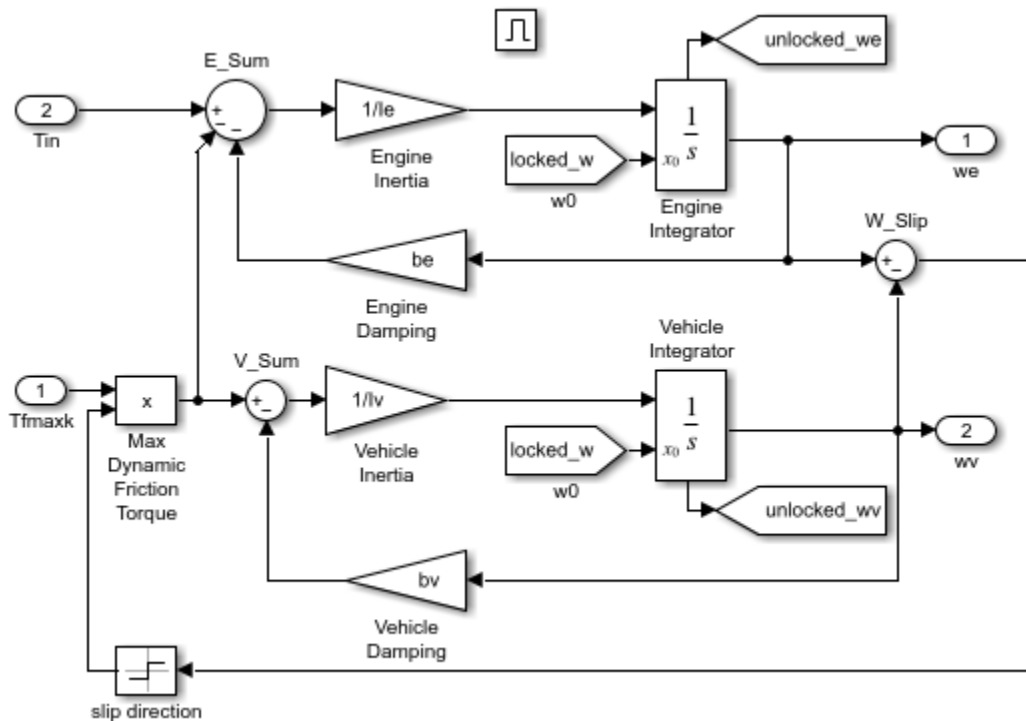 E_Sum
unlocked_we
2
Tin
+
−
−
1/Ie
Engine
Inertia
locked_w
w0
x0
1
s
Engine
Integrator
1
we
W_Slip
+
−
be
Engine
Damping
Vehicle
Integrator
V_Sum
1
Tfmaxk
x
Max
Dynamic
Friction
Torque
+
−
1/Iv
Vehicle
Inertia
locked_w
w0
x0
1
s
2
wv
unlocked_wv
bv
Vehicle
Damping
slip direction